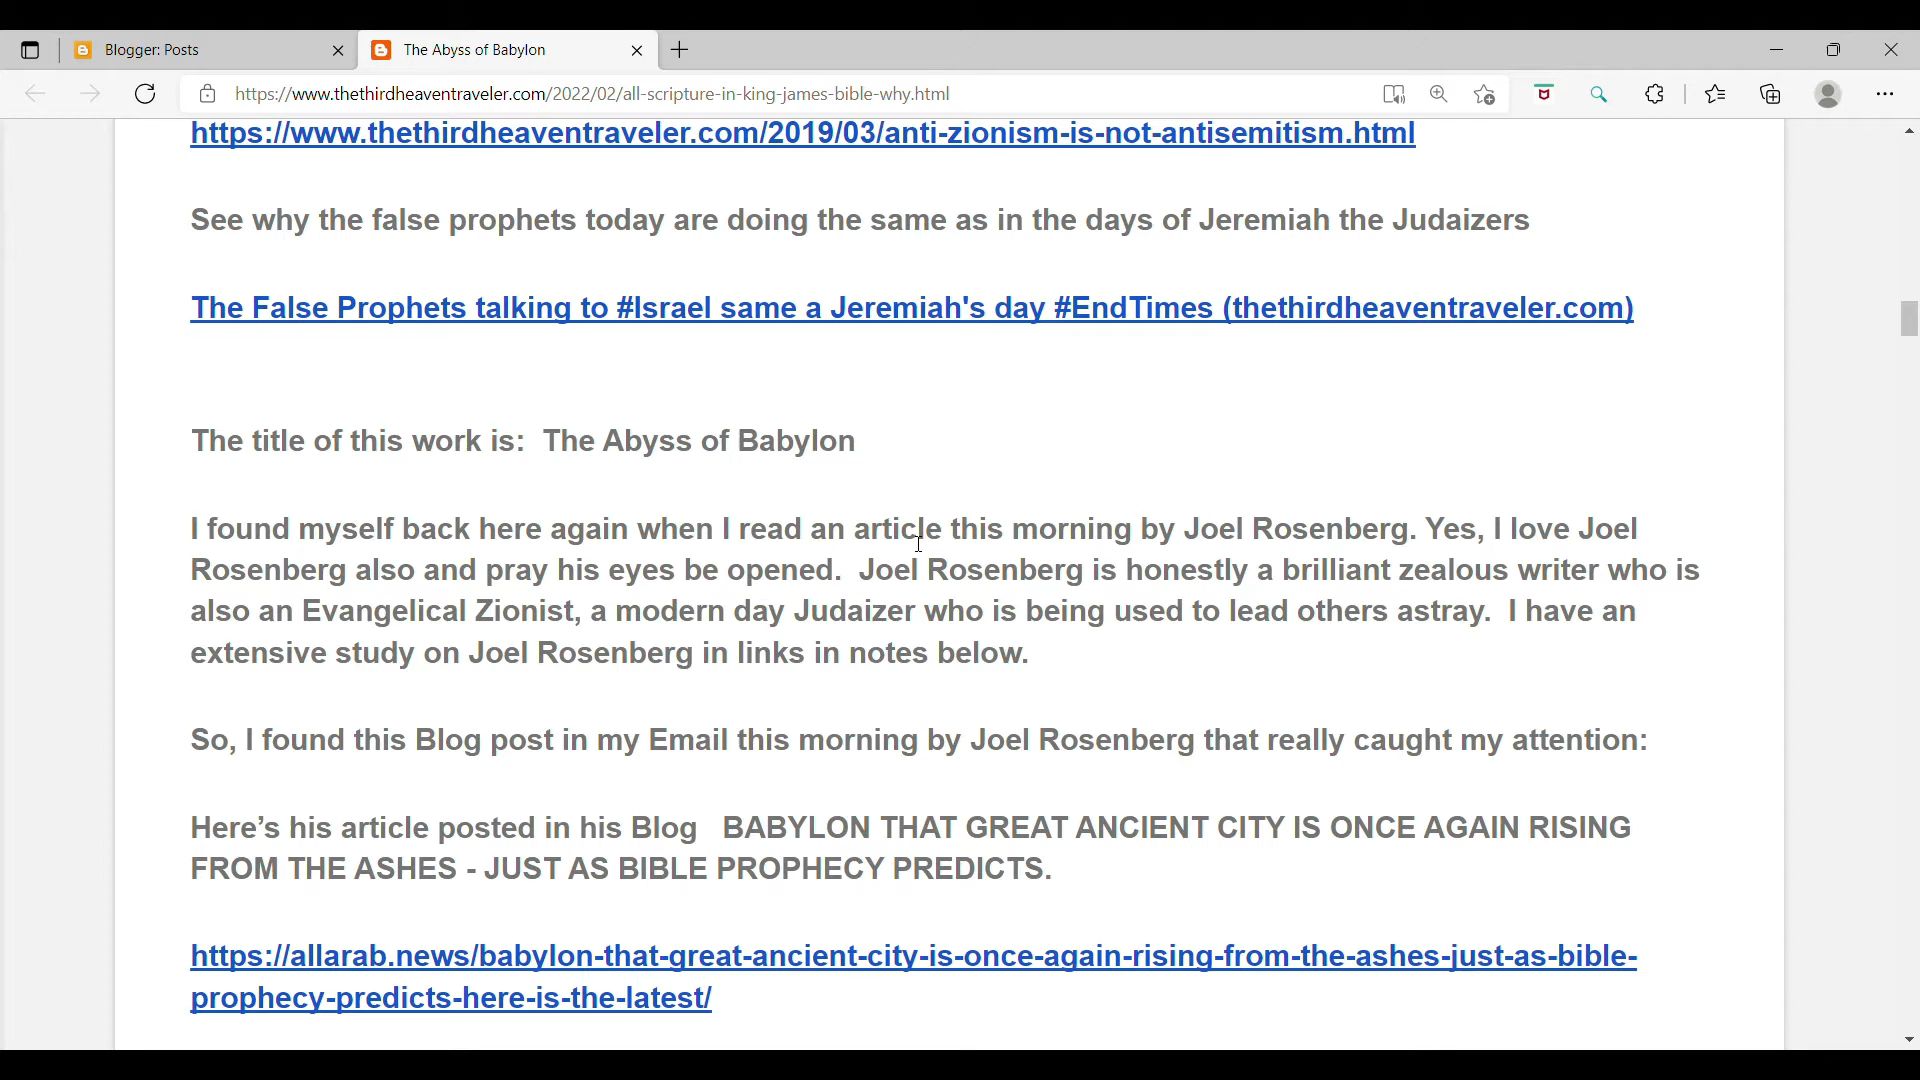 Blogger: Posts
The Abyss of Babylon
https://www.thethirdheaventraveler.com/2022/02/all-scripture-in-king-james-bible-why.html
https://www.thethirdheaventraveler.com/2019/03/anti-zionism-is-not-antisemitism.html
See why the false prophets today are doing the same as in the days of Jeremiah the Judaizers
The False Prophets talking to #Israel same a Jeremiah's day #EndTimes (thethirdheaventraveler.com)
The title of this work is:  The Abyss of Babylon
I found myself back here again when I read an article this morning by Joel Rosenberg. Yes, I love Joel
Rosenberg also and pray his eyes be opened.  Joel Rosenberg is honestly a brilliant zealous writer who is
also an Evangelical Zionist, a modern day Judaizer who is being used to lead others astray.  I have an
extensive study on Joel Rosenberg in links in notes below.
So, I found this Blog post in my Email this morning by Joel Rosenberg that really caught my attention:
Here’s his article posted in his Blog   BABYLON THAT GREAT ANCIENT CITY IS ONCE AGAIN RISING
FROM THE ASHES - JUST AS BIBLE PROPHECY PREDICTS.
https://allarab.news/babylon-that-great-ancient-city-is-once-again-rising-from-the-ashes-just-as-bible-
prophecy-predicts-here-is-the-latest/